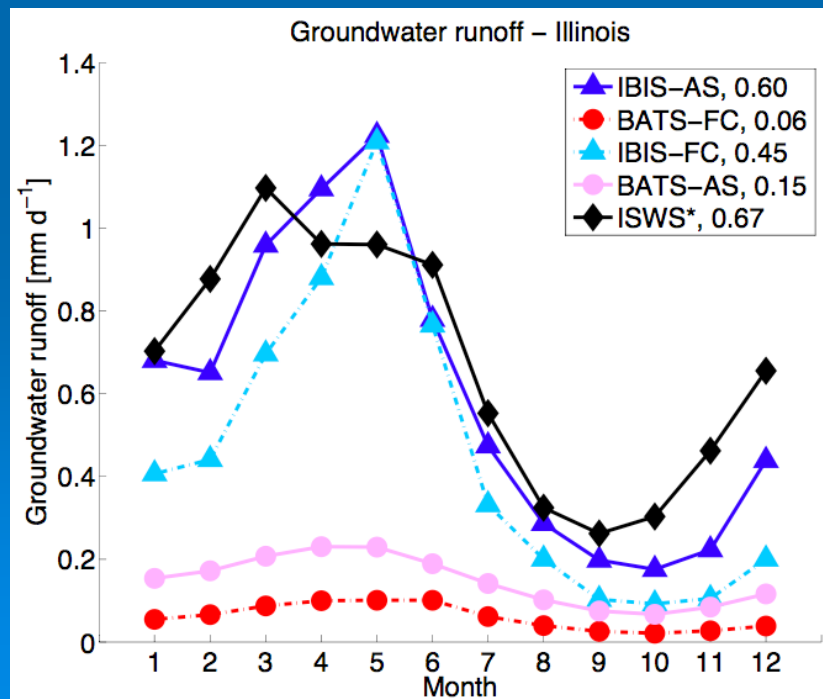 Groundwater runoff – Illinois
1.4
1.2
1
0.8
0.6
0.4
0.2
0
Groundwater runoff [mm d⁻¹]
IBIS–AS, 0.60
BATS–FC, 0.06
IBIS–FC, 0.45
BATS–AS, 0.15
ISWS*, 0.67
1 2 3 4 5 6 7 8 9 10 11 12
Month